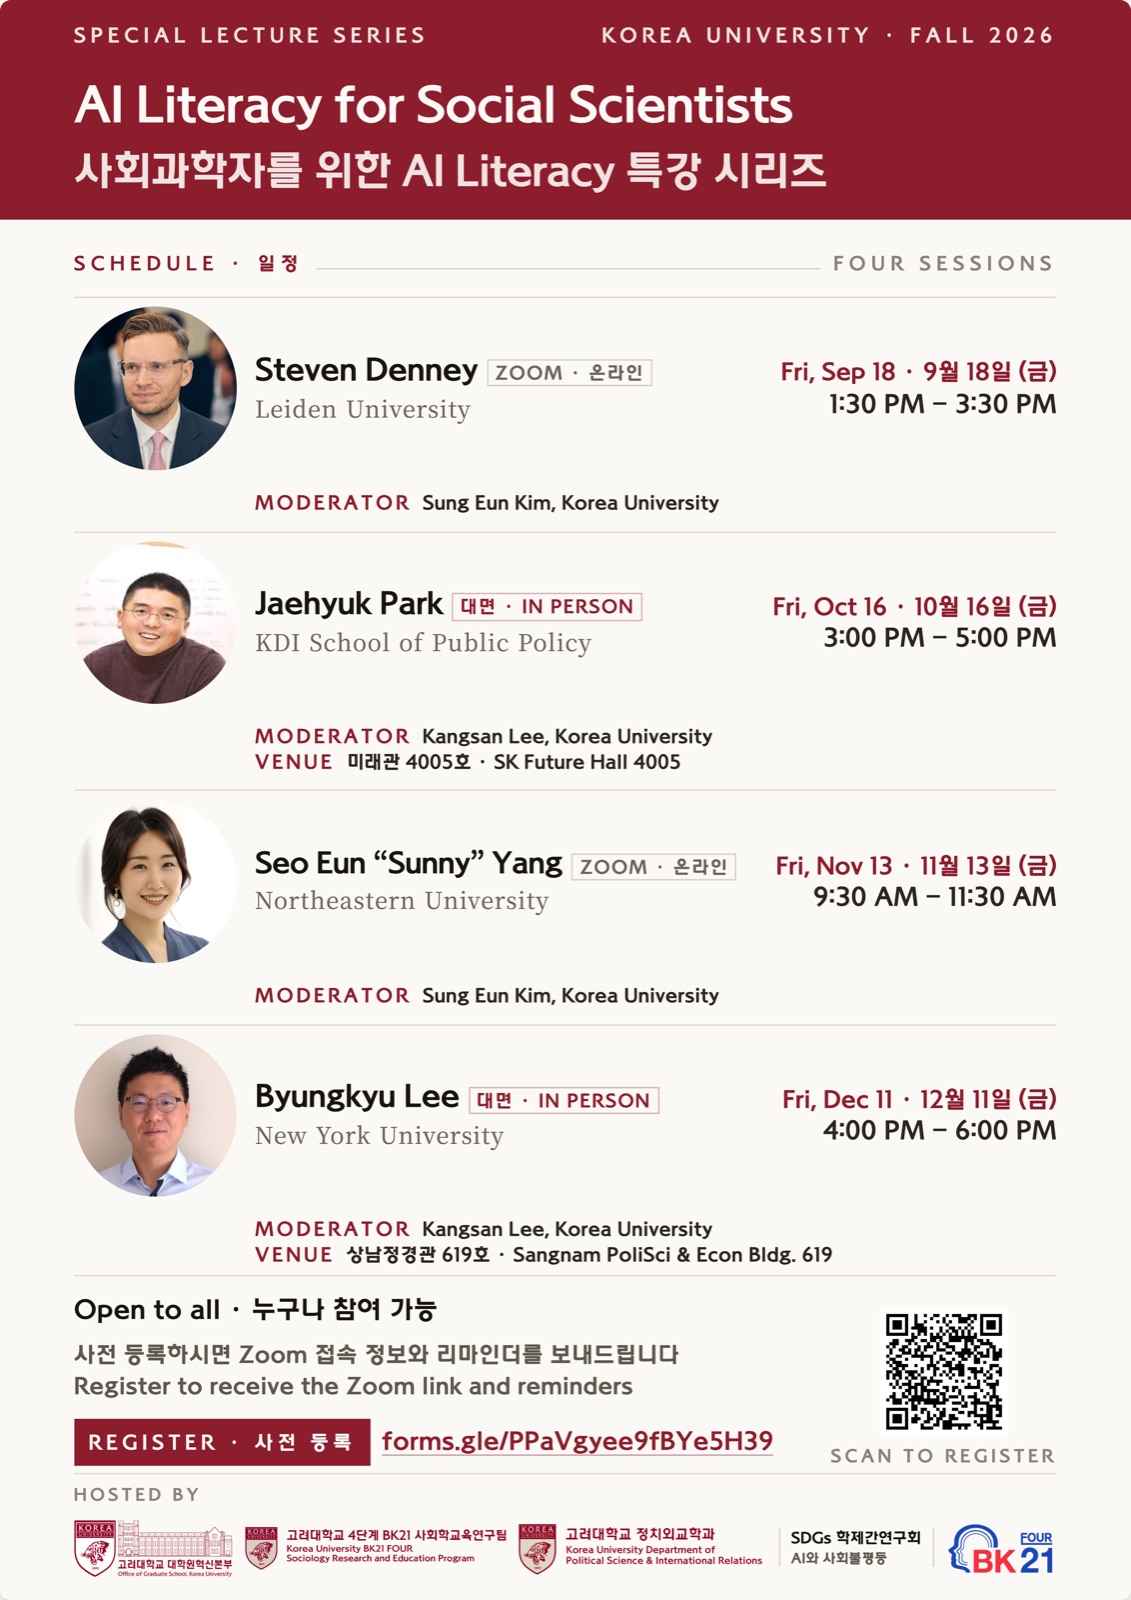 SPECIAL LECTURE SERIES
KOREA UNIVERSITY · FALL 2026
AI Literacy for Social Scientists
사회과학자를 위한 AI Literacy 특강 시리즈
SCHEDULE · 일정
FOUR SESSIONS
Steven Denney ZOOM · 온라인
Leiden University
Fri, Sep 18 · 9월 18일 (금)
1:30 PM – 3:30 PM
MODERATOR Sung Eun Kim, Korea University
Jaehyuk Park 대면 · IN PERSON
KDI School of Public Policy
Fri, Oct 16 · 10월 16일 (금)
3:00 PM – 5:00 PM
MODERATOR Kangsan Lee, Korea University
VENUE 미래관 4005호 · SK Future Hall 4005
Seo Eun “Sunny” Yang ZOOM · 온라인
Northeastern University
Fri, Nov 13 · 11월 13일 (금)
9:30 AM – 11:30 AM
MODERATOR Sung Eun Kim, Korea University
Byungkyu Lee 대면 · IN PERSON
New York University
Fri, Dec 11 · 12월 11일 (금)
4:00 PM – 6:00 PM
MODERATOR Kangsan Lee, Korea University
VENUE 상남정경관 619호 · Sangnam PoliSci & Econ Bldg. 619
Open to all · 누구나 참여 가능
사전 등록하시면 Zoom 접속 정보와 리마인더를 보내드립니다
Register to receive the Zoom link and reminders
REGISTER · 사전 등록 forms.gle/PPaVgyee9fBYe5H39
SCAN TO REGISTER
HOSTED BY
KOREA
고려대학교 대학원혁신본부
Office of Graduate School, Korea University
KOREA
고려대학교 4단계 BK21 사회학교육연구팀
Korea University BK21 FOUR
Sociology Research and Education Program
KOREA
고려대학교 정치외교학과
Korea University Department of
Political Science & International Relations
SDGs 학제간연구회
AI와 사회불평등
FOUR
BK21